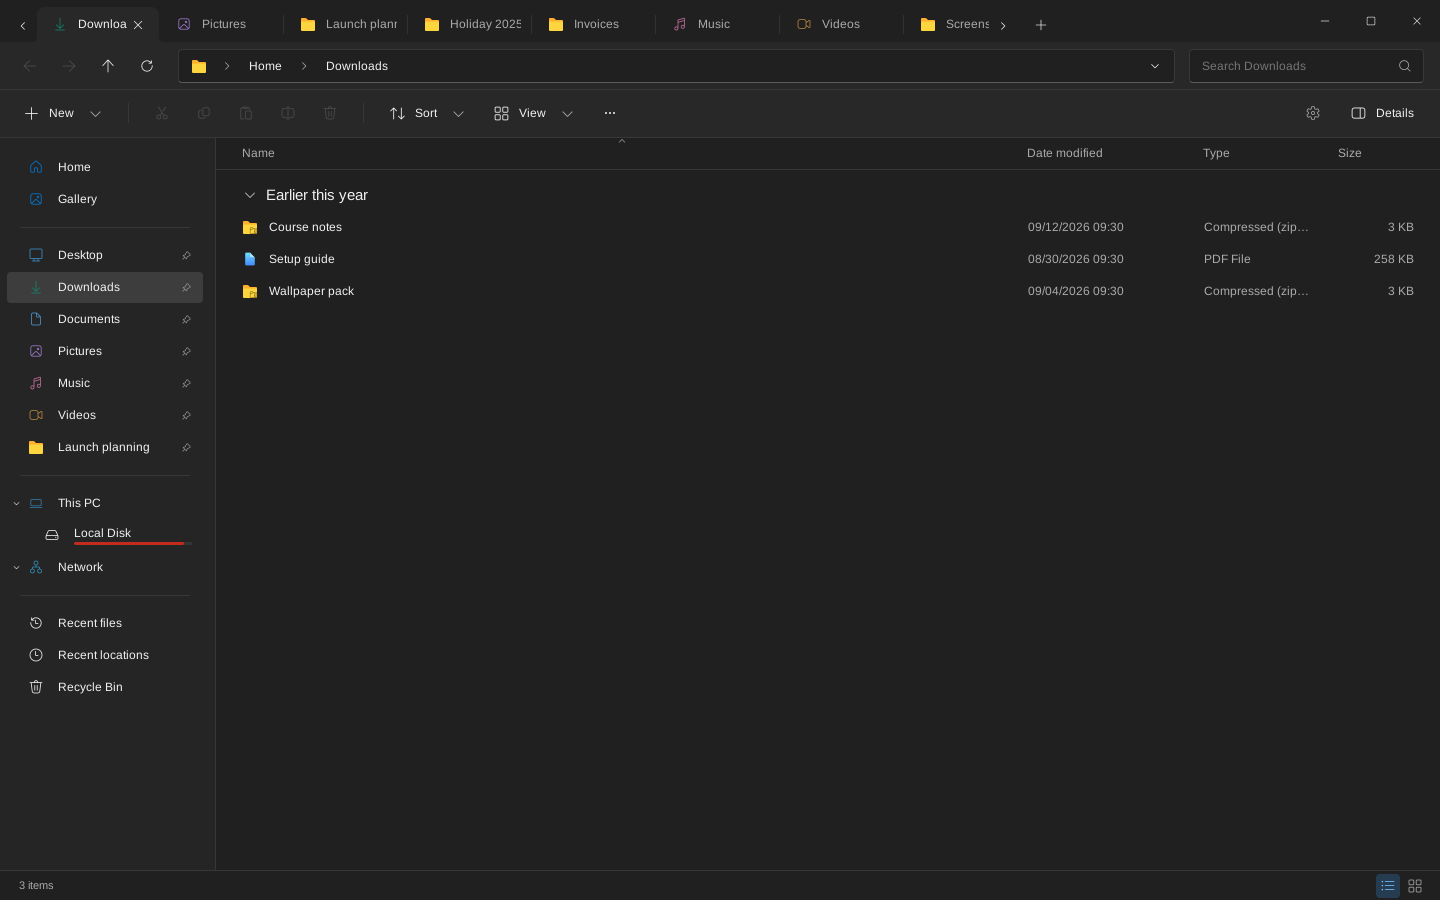 Downloa
Pictures
Launch plann
Holiday 2025
Invoices
Music
Videos
Screens
Home
Downloads
Search Downloads
New
Sort
View
Details
Home
Gallery
Desktop
Downloads
Documents
Pictures
Music
Videos
Launch planning
This PC
Local Disk
Network
Recent files
Recent locations
Recycle Bin
Name Date modified Type Size
Earlier this year
Course notes 09/12/2026 09:30 Compressed (zip… 3 KB
Setup guide 08/30/2026 09:30 PDF File 258 KB
Wallpaper pack 09/04/2026 09:30 Compressed (zip… 3 KB
3 items